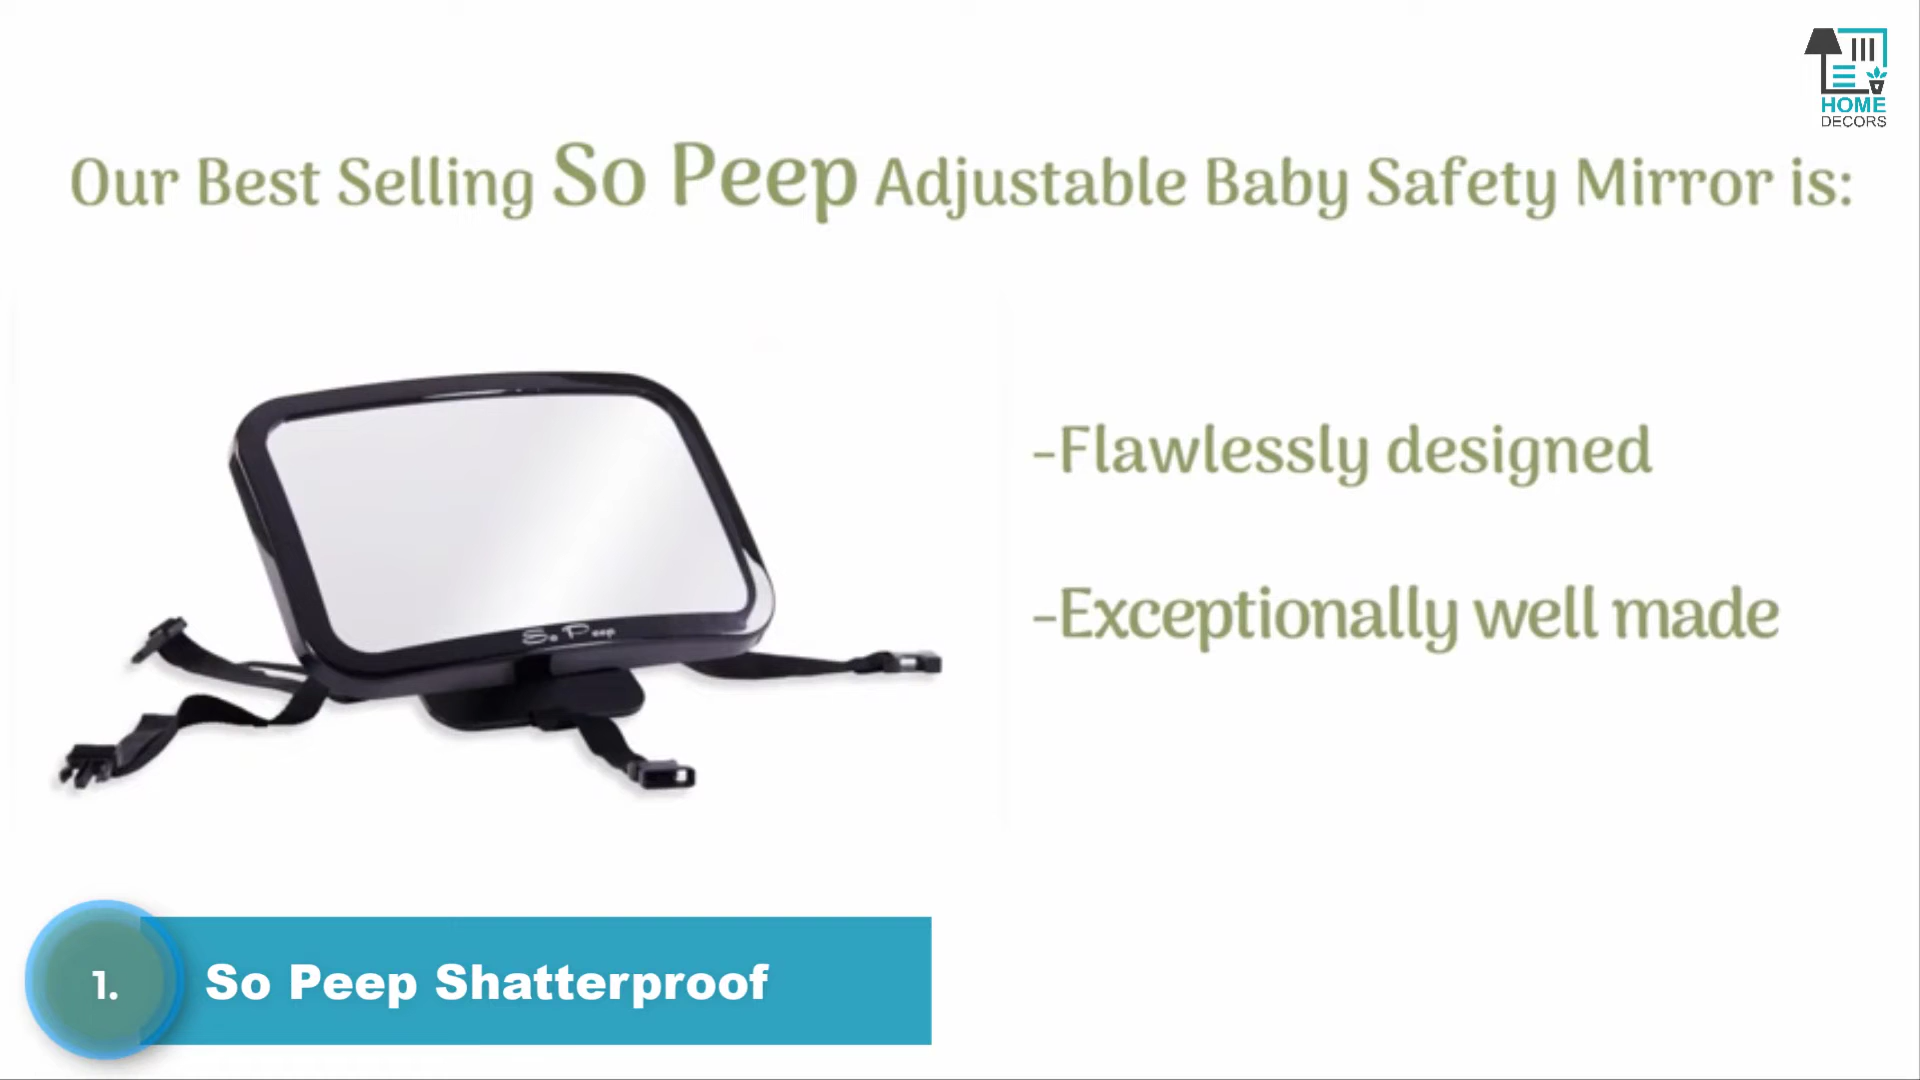 HOME
DECORS
Our Best Selling So Peep Adjustable Baby Safety Mirror is:
-Flawlessly designed
-Exceptionally well made
So Peep
1. So Peep Shatterproof